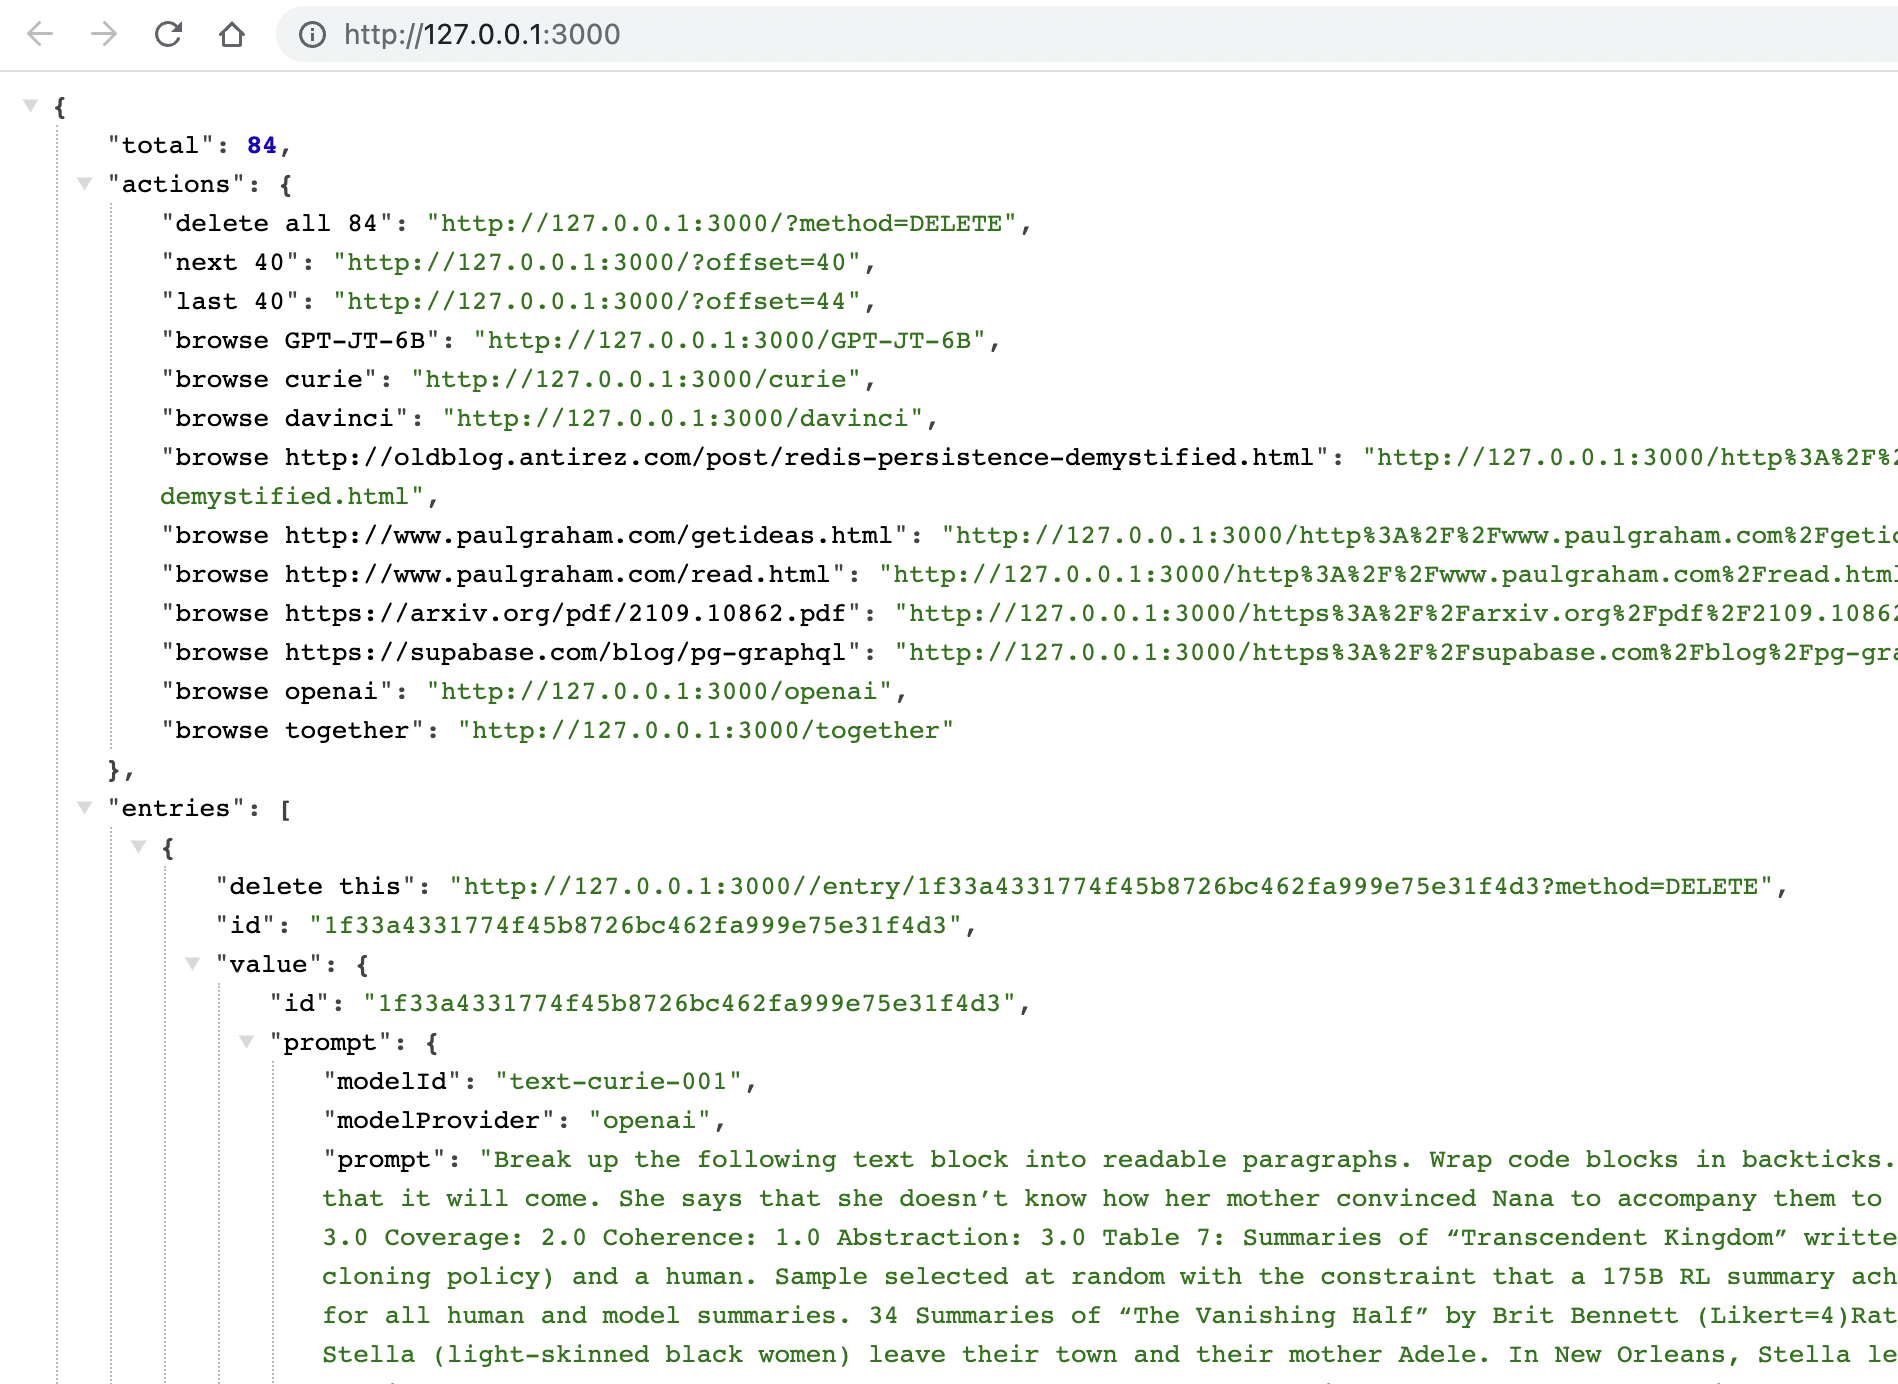 http://127.0.0.1:3000
{
"total": 84,
"actions": {
"delete all 84": "http://127.0.0.1:3000/?method=DELETE",
"next 40": "http://127.0.0.1:3000/?offset=40",
"last 40": "http://127.0.0.1:3000/?offset=44",
"browse GPT-JT-6B": "http://127.0.0.1:3000/GPT-JT-6B",
"browse curie": "http://127.0.0.1:3000/curie",
"browse davinci": "http://127.0.0.1:3000/davinci",
"browse http://oldblog.antirez.com/post/redis-persistence-demystified.html": "http://127.0.0.1:3000/http%3A%2F%2
demystified.html",
"browse http://www.paulgraham.com/getideas.html": "http://127.0.0.1:3000/http%3A%2F%2Fwww.paulgraham.com%2Fgetid
"browse http://www.paulgraham.com/read.html": "http://127.0.0.1:3000/http%3A%2F%2Fwww.paulgraham.com%2Fread.html
"browse https://arxiv.org/pdf/2109.10862.pdf": "http://127.0.0.1:3000/https%3A%2F%2Farxiv.org%2Fpdf%2F2109.10862
"browse https://supabase.com/blog/pg-graphql": "http://127.0.0.1:3000/https%3A%2F%2Fsupabase.com%2Fblog%2Fpg-gra
"browse openai": "http://127.0.0.1:3000/openai",
"browse together": "http://127.0.0.1:3000/together"
},
"entries": [
{
"delete this": "http://127.0.0.1:3000//entry/1f33a4331774f45b8726bc462fa999e75e31f4d3?method=DELETE",
"id": "1f33a4331774f45b8726bc462fa999e75e31f4d3",
"value": {
"id": "1f33a4331774f45b8726bc462fa999e75e31f4d3",
"prompt": {
"modelId": "text-curie-001",
"modelProvider": "openai",
"prompt": "Break up the following text block into readable paragraphs. Wrap code blocks in backticks.
that it will come. She says that she doesn’t know how her mother convinced Nana to accompany them to
3.0 Coverage: 2.0 Coherence: 1.0 Abstraction: 3.0 Table 7: Summaries of “Transcendent Kingdom” writte
cloning policy) and a human. Sample selected at random with the constraint that a 175B RL summary ach
for all human and model summaries. 34 Summaries of “The Vanishing Half” by Brit Bennett (Likert=4)Rat
Stella (light-skinned black women) leave their town and their mother Adele. In New Orleans, Stella le